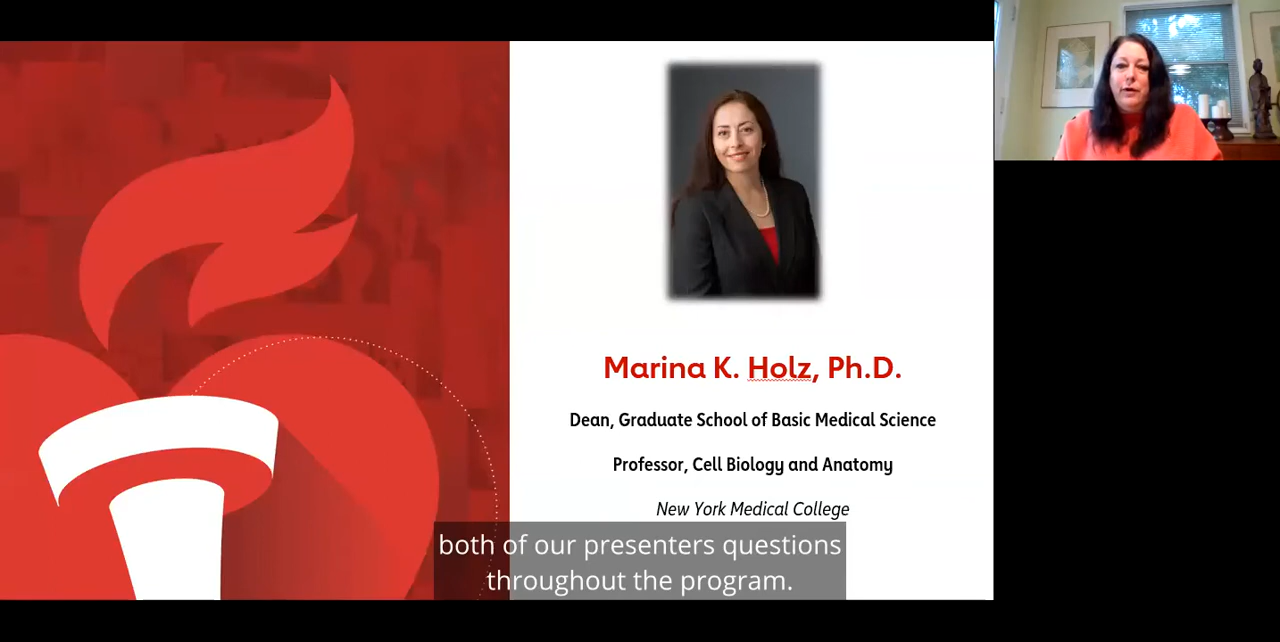 Marina K. Holz, Ph.D.
Dean, Graduate School of Basic Medical Science
Professor, Cell Biology and Anatomy
New York Medical College
both of our presenters questions
throughout the program.